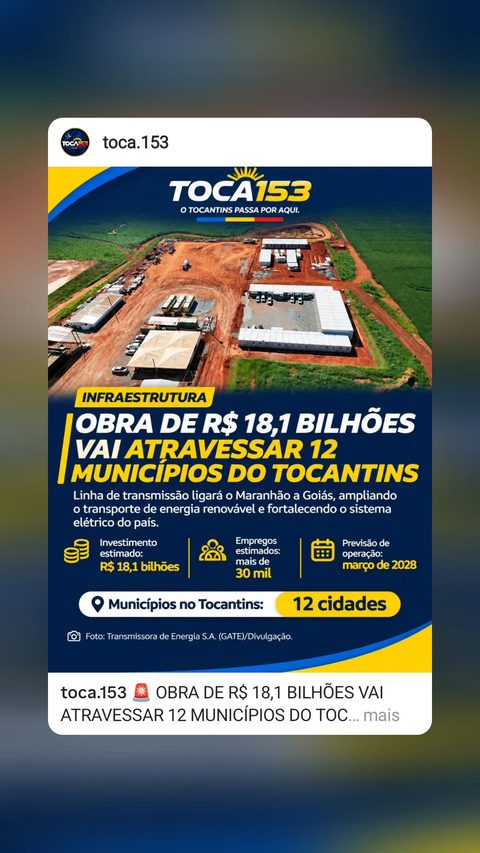 toca.153
TOCA153
O TOCANTINS PASSA POR AQUI.
INFRAESTRUTURA
OBRA DE R$ 18,1 BILHÕES
VAI ATRAVESSAR 12
MUNICÍPIOS DO TOCANTINS
Linha de transmissão ligará o Maranhão a Goiás, ampliando
o transporte de energia renovável e fortalecendo o sistema
elétrico do país.
Investimento
estimado:
R$ 18,1 bilhões
Empregos
estimados:
mais de
30 mil
Previsão de
operação:
março de 2028
Municípios no Tocantins: 12 cidades
Foto: Transmissora de Energia S.A. (GATE)/Divulgação.
toca.153 🚨 OBRA DE R$ 18,1 BILHÕES VAI
ATRAVESSAR 12 MUNICÍPIOS DO TOC... mais